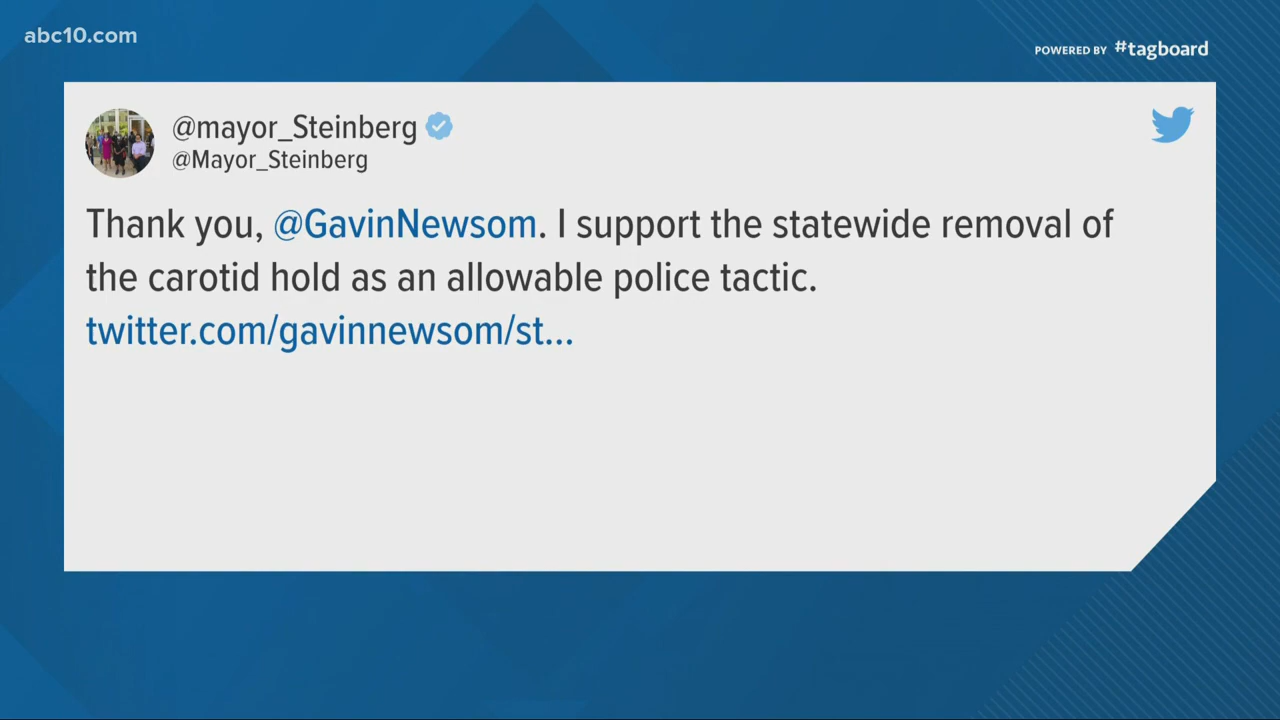 abc10.com
POWERED BY #tagboard
@mayor_Steinberg
@Mayor_Steinberg
Thank you, @GavinNewsom. I support the statewide removal of
the carotid hold as an allowable police tactic.
twitter.com/gavinnewsom/st...